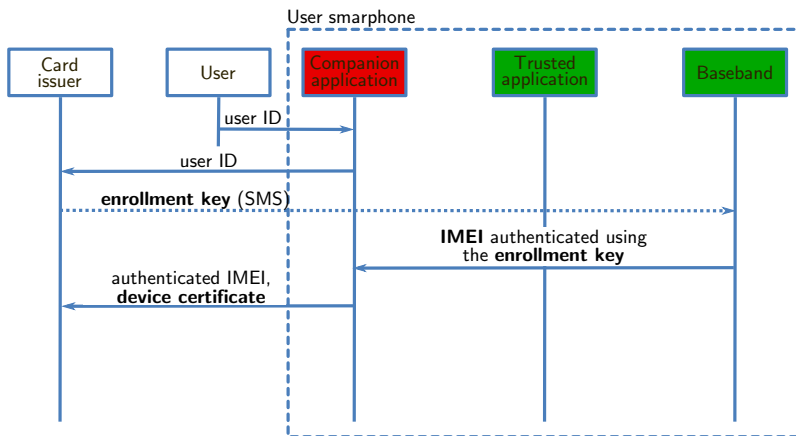 User smarphone
Card
issuer
User
Companion
application
Trusted
application
Baseband
user ID
user ID
enrollment key (SMS)
IMEI authenticated using
the enrollment key
authenticated IMEI,
device certificate